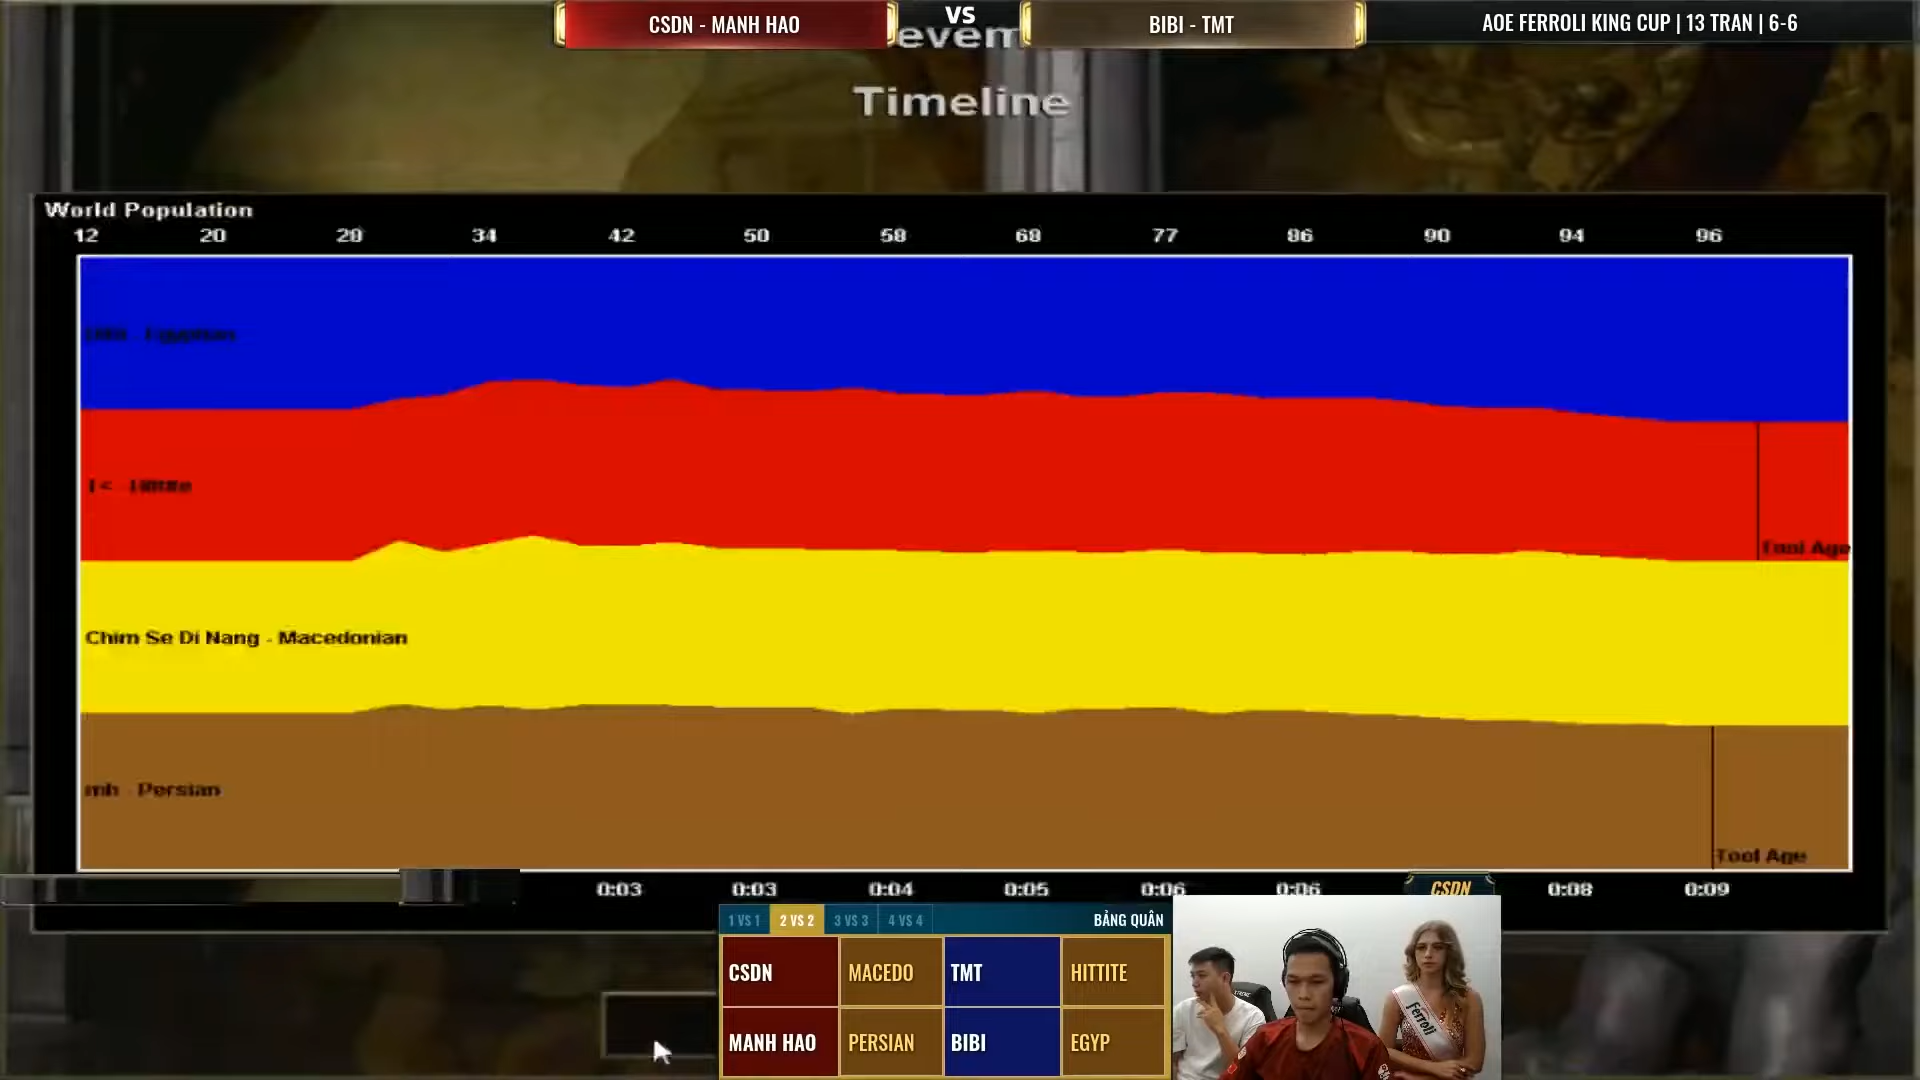 CSDN - MANH HAO
VS
BIBI - TMT
AOE FERROLI KING CUP | 13 TRAN | 6-6
evem
Timeline
World Population
12 20 28 34 42 50 58 68 77 86 90 94 96
Egyptian
Hittite
Tool Age
Chim Se Di Nang - Macedonian
mh - Persian
Tool Age
0:03 0:03 0:04 0:05 0:06 0:06 0:08 0:09
CSDN
1 VS 1 2 VS 2 3 VS 3 4 VS 4 BẢNG QUÂN
CSDN MACEDO TMT HITTITE
MANH HAO PERSIAN BIBI EGYP
Ferroli